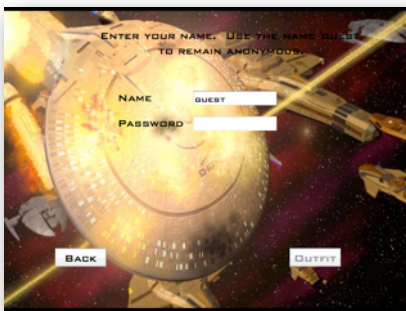 Enter your name. Use the name guest
to remain anonymous.
Name guest
Password
Back Outfit